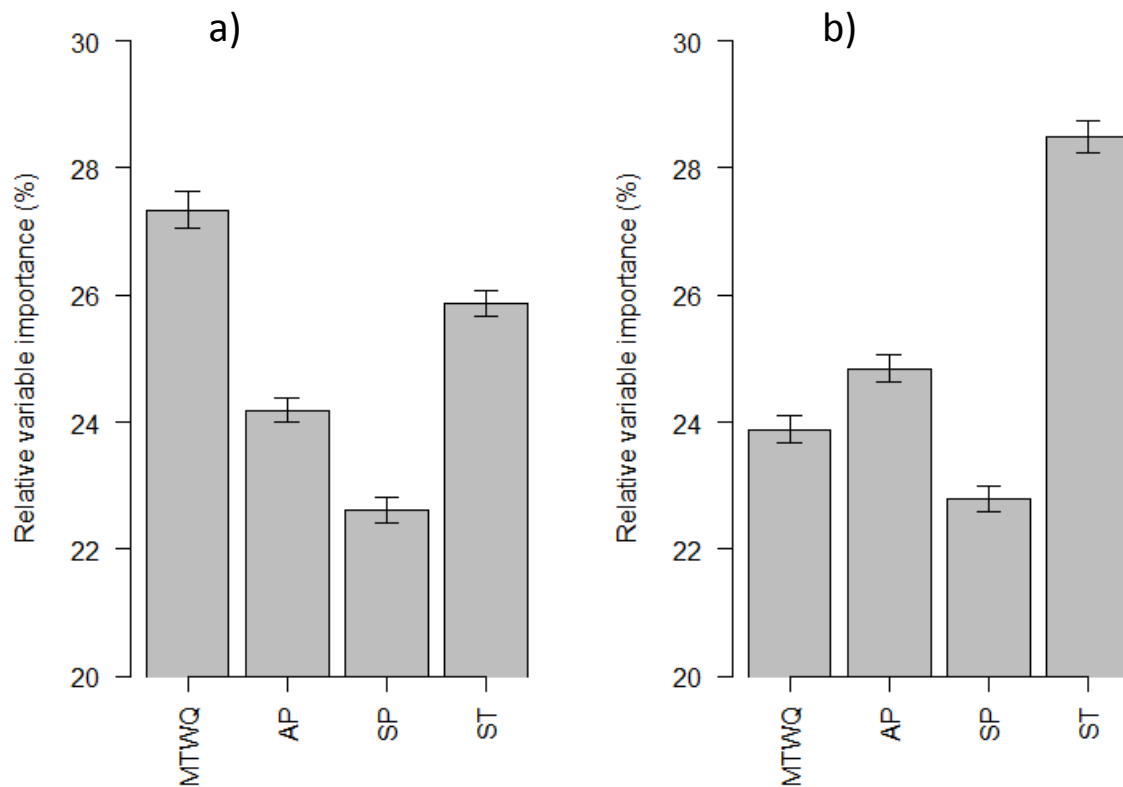 a)
Relative variable importance (%)
30
28
26
24
22
20
MTWQ
AP
SP
ST
b)
Relative variable importance (%)
30
28
26
24
22
20
MTWQ
AP
SP
ST